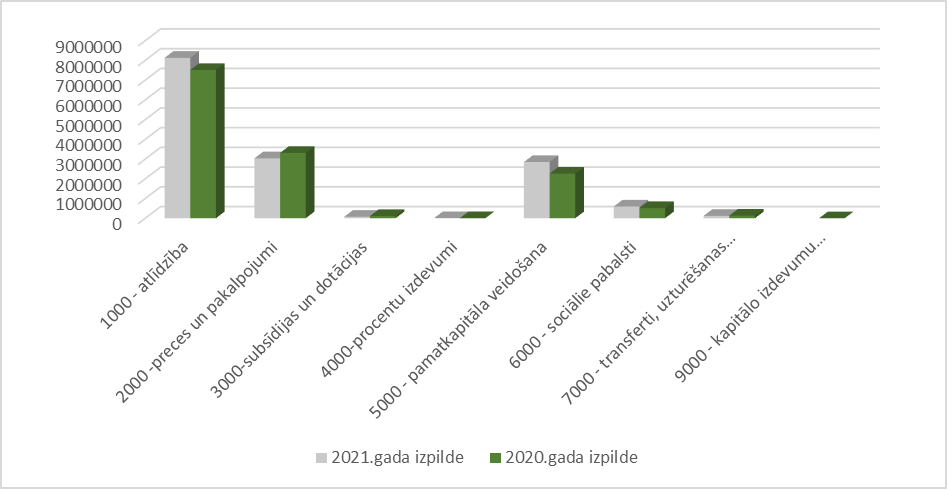 9000000
8000000
7000000
6000000
5000000
4000000
3000000
2000000
1000000
0
1000 - atlīdzība
2000 -preces un pakalpojumi
3000-subsīdijas un dotācijas
4000-procentu izdevumi
5000 - pamatkapitāla veidošana
6000 - sociālie pabalsti
7000 - transferti, uzturēšanas...
9000 - kapitālo izdevumu...
2021.gada izpilde
2020.gada izpilde